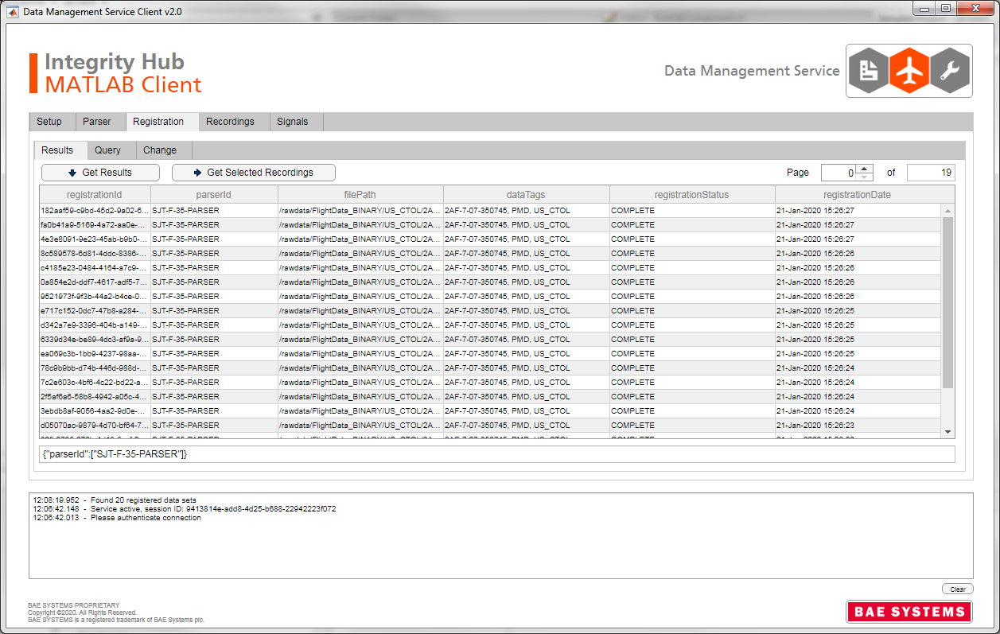 Data Management Service Client v2.0
Integrity Hub
MATLAB Client
Data Management Service
Setup Parser Registration Recordings Signals
Results Query Change
Get Results Get Selected Recordings Page 0 of 19
registrationId parserId filePath dataTags registrationStatus registrationDate
182aaf59-c9bd-45d2-9a02-6... SJT-F-35-PARSER /rawdata/FlightData_BINARY/US_CTOL/2A... 2AF-7-07-350745, PMD, US_CTOL COMPLETE 21-Jan-2020 15:26:27
fa0b41a9-5169-4a72-aa0e-... SJT-F-35-PARSER /rawdata/FlightData_BINARY/US_CTOL/2A... 2AF-7-07-350745, PMD, US_CTOL COMPLETE 21-Jan-2020 15:26:27
4e3e8091-9e23-45ab-b9b0-... SJT-F-35-PARSER /rawdata/FlightData_BINARY/US_CTOL/2A... 2AF-7-07-350745, PMD, US_CTOL COMPLETE 21-Jan-2020 15:26:27
8c589578-6d81-4ddc-8386-... SJT-F-35-PARSER /rawdata/FlightData_BINARY/US_CTOL/2A... 2AF-7-07-350745, PMD, US_CTOL COMPLETE 21-Jan-2020 15:26:26
c4185e23-0484-4164-a7c9-... SJT-F-35-PARSER /rawdata/FlightData_BINARY/US_CTOL/2A... 2AF-7-07-350745, PMD, US_CTOL COMPLETE 21-Jan-2020 15:26:26
0a854e2d-ddf7-4617-adf5-7... SJT-F-35-PARSER /rawdata/FlightData_BINARY/US_CTOL/2A... 2AF-7-07-350745, PMD, US_CTOL COMPLETE 21-Jan-2020 15:26:26
9521973f-9f3b-44a2-b4ce-0... SJT-F-35-PARSER /rawdata/FlightData_BINARY/US_CTOL/2A... 2AF-7-07-350745, PMD, US_CTOL COMPLETE 21-Jan-2020 15:26:26
e717c152-0dc7-47b8-a284-... SJT-F-35-PARSER /rawdata/FlightData_BINARY/US_CTOL/2A... 2AF-7-07-350745, PMD, US_CTOL COMPLETE 21-Jan-2020 15:26:25
d342a7e9-3396-404b-a149-... SJT-F-35-PARSER /rawdata/FlightData_BINARY/US_CTOL/2A... 2AF-7-07-350745, PMD, US_CTOL COMPLETE 21-Jan-2020 15:26:25
6339d34e-be89-4dc3-af9a-9... SJT-F-35-PARSER /rawdata/FlightData_BINARY/US_CTOL/2A... 2AF-7-07-350745, PMD, US_CTOL COMPLETE 21-Jan-2020 15:26:25
ea069c3b-1bb9-4237-98aa-... SJT-F-35-PARSER /rawdata/FlightData_BINARY/US_CTOL/2A... 2AF-7-07-350745, PMD, US_CTOL COMPLETE 21-Jan-2020 15:26:25
78c9b9bb-d74b-446d-988d-... SJT-F-35-PARSER /rawdata/FlightData_BINARY/US_CTOL/2A... 2AF-7-07-350745, PMD, US_CTOL COMPLETE 21-Jan-2020 15:26:24
7c2e603c-4bf6-4c22-bd22-a... SJT-F-35-PARSER /rawdata/FlightData_BINARY/US_CTOL/2A... 2AF-7-07-350745, PMD, US_CTOL COMPLETE 21-Jan-2020 15:26:24
2f5af6a6-58b8-4942-a05c-4... SJT-F-35-PARSER /rawdata/FlightData_BINARY/US_CTOL/2A... 2AF-7-07-350745, PMD, US_CTOL COMPLETE 21-Jan-2020 15:26:24
3ebdb8af-9056-4aa2-9d0e-... SJT-F-35-PARSER /rawdata/FlightData_BINARY/US_CTOL/2A... 2AF-7-07-350745, PMD, US_CTOL COMPLETE 21-Jan-2020 15:26:24
d05070ac-9879-4d70-bf64-7... SJT-F-35-PARSER /rawdata/FlightData_BINARY/US_CTOL/2A... 2AF-7-07-350745, PMD, US_CTOL COMPLETE 21-Jan-2020 15:26:23
{"parserId":["SJT-F-35-PARSER"]}
12:08:19.952 - Found 20 registered data sets
12:06:42.148 - Service active, session ID: 9413814e-add8-4d25-b688-22942223f072
12:06:42.013 - Please authenticate connection
Clear
BAE SYSTEMS PROPRIETARY
Copyright ©2020. All Rights Reserved.
BAE SYSTEMS is a registered trademark of BAE Systems plc.
BAE SYSTEMS